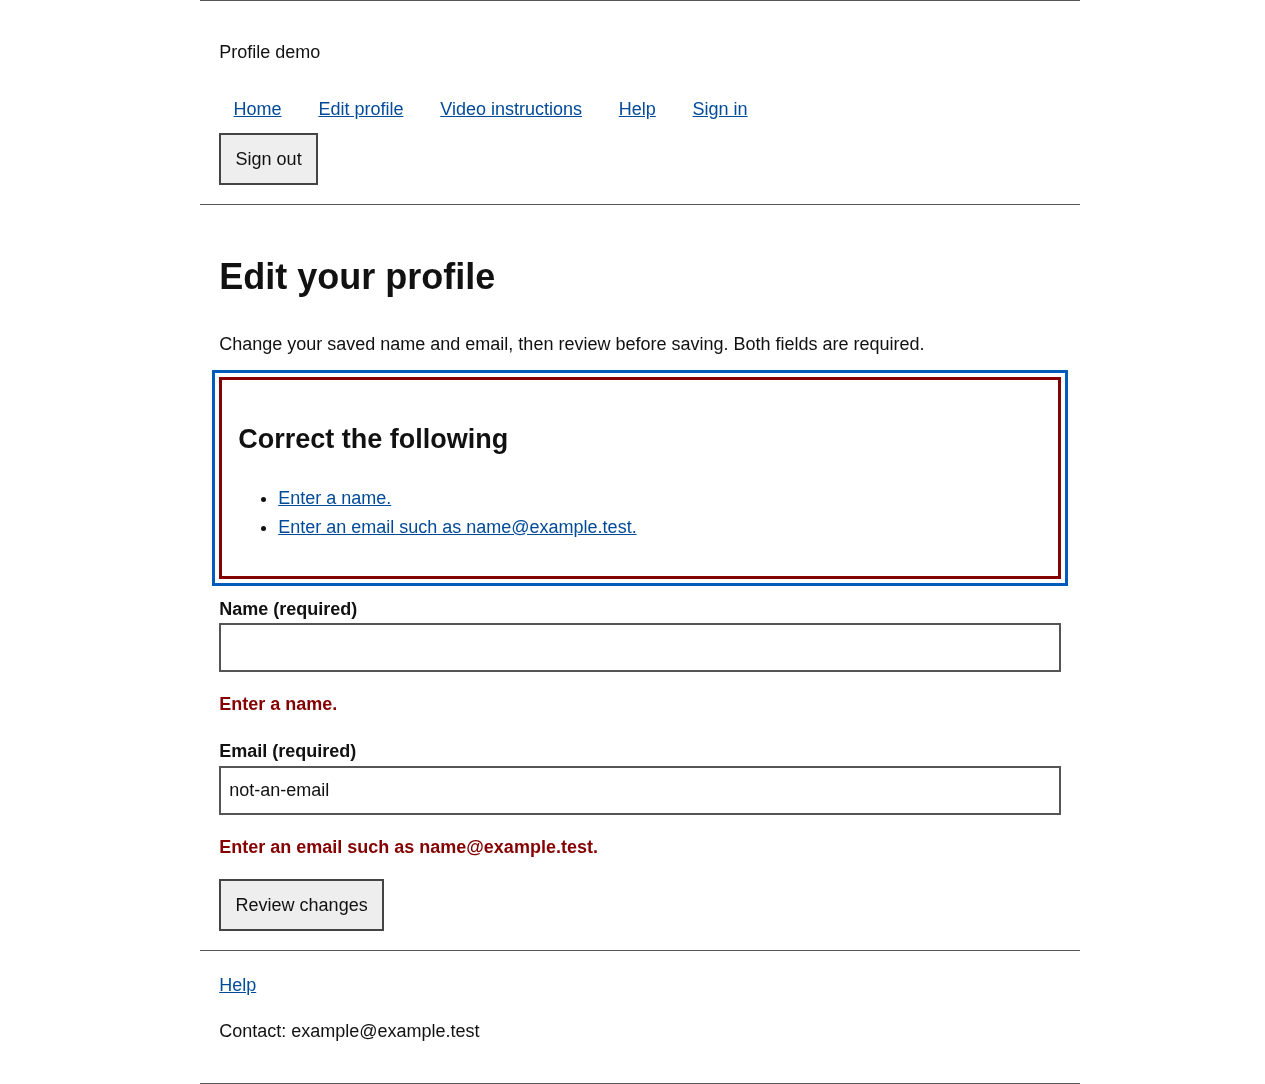 Profile demo
Home Edit profile Video instructions Help Sign in
Sign out
Edit your profile
Change your saved name and email, then review before saving. Both fields are required.
Correct the following
Enter a name.
Enter an email such as name@example.test.
Name (required)
Enter a name.
Email (required)
not-an-email
Enter an email such as name@example.test.
Review changes
Help
Contact: example@example.test